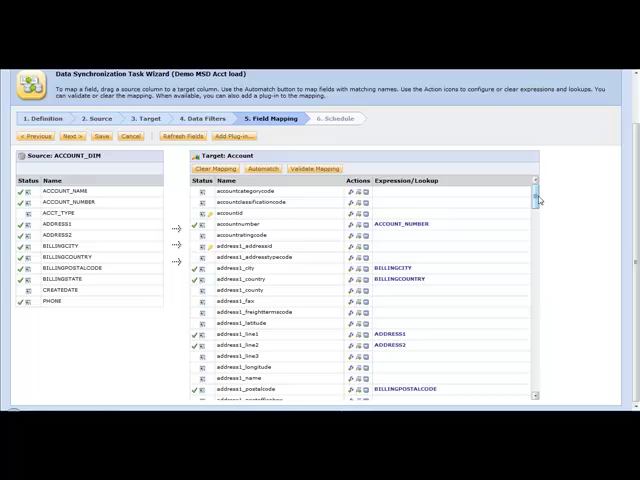 Data Synchronization Task Wizard (Demo MSD Acct load)
To map a field, drag a source column to a target column. Use the Automatch button to map fields with matching names. Use the Action icons to configure or clear expressions and lookups. You
can validate or clear the mapping. When available, you can also add a plug-in to the mapping.
1. Definition 2. Source 3. Target 4. Data Filters 5. Field Mapping 6. Schedule
< Previous Next > Save Cancel Refresh Fields Add Plug-in...
Source: ACCOUNT_DIM
Status Name
ACCOUNT_NAME
ACCOUNT_NUMBER
ACCT_TYPE
ADDRESS1
ADDRESS2
BILLINGCITY
BILLINGCOUNTRY
BILLINGPOSTALCODE
BILLINGSTATE
CREATEDATE
PHONE
Target: Account
Clear Mapping Automatch Validate Mapping
Status Name Actions Expression/Lookup
accountcategorycode
accountclassificationcode
accountid
accountnumber ACCOUNT_NUMBER
accountratingcode
address1_addressid
address1_addresstypecode
address1_city BILLINGCITY
address1_country BILLINGCOUNTRY
address1_county
address1_fax
address1_freighttermscode
address1_latitude
address1_line1 ADDRESS1
address1_line2 ADDRESS2
address1_line3
address1_longitude
address1_name
address1_postalcode BILLINGPOSTALCODE